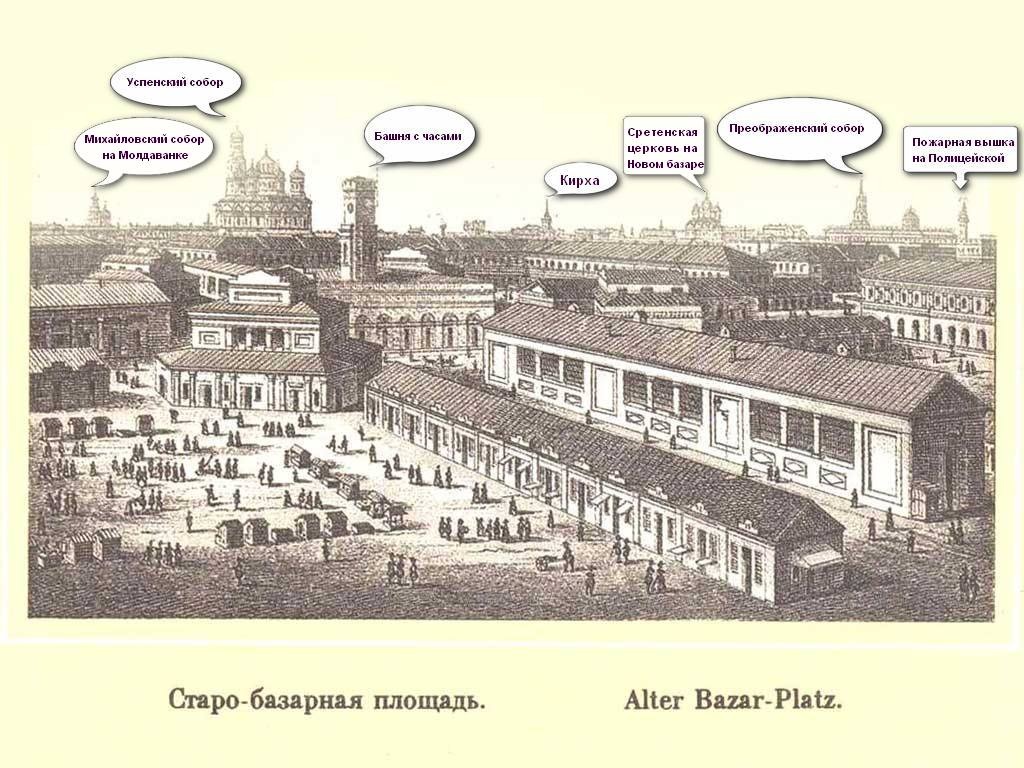 Успенский собор
Михайловский собор
на Молдаванке
Башня с часами
Кирха
Сретенская
церковь на
Новом базаре
Преображенский собор
Пожарная вышка
на Полицейской
Старо-базарная площадь.
Alter Bazar-Platz.